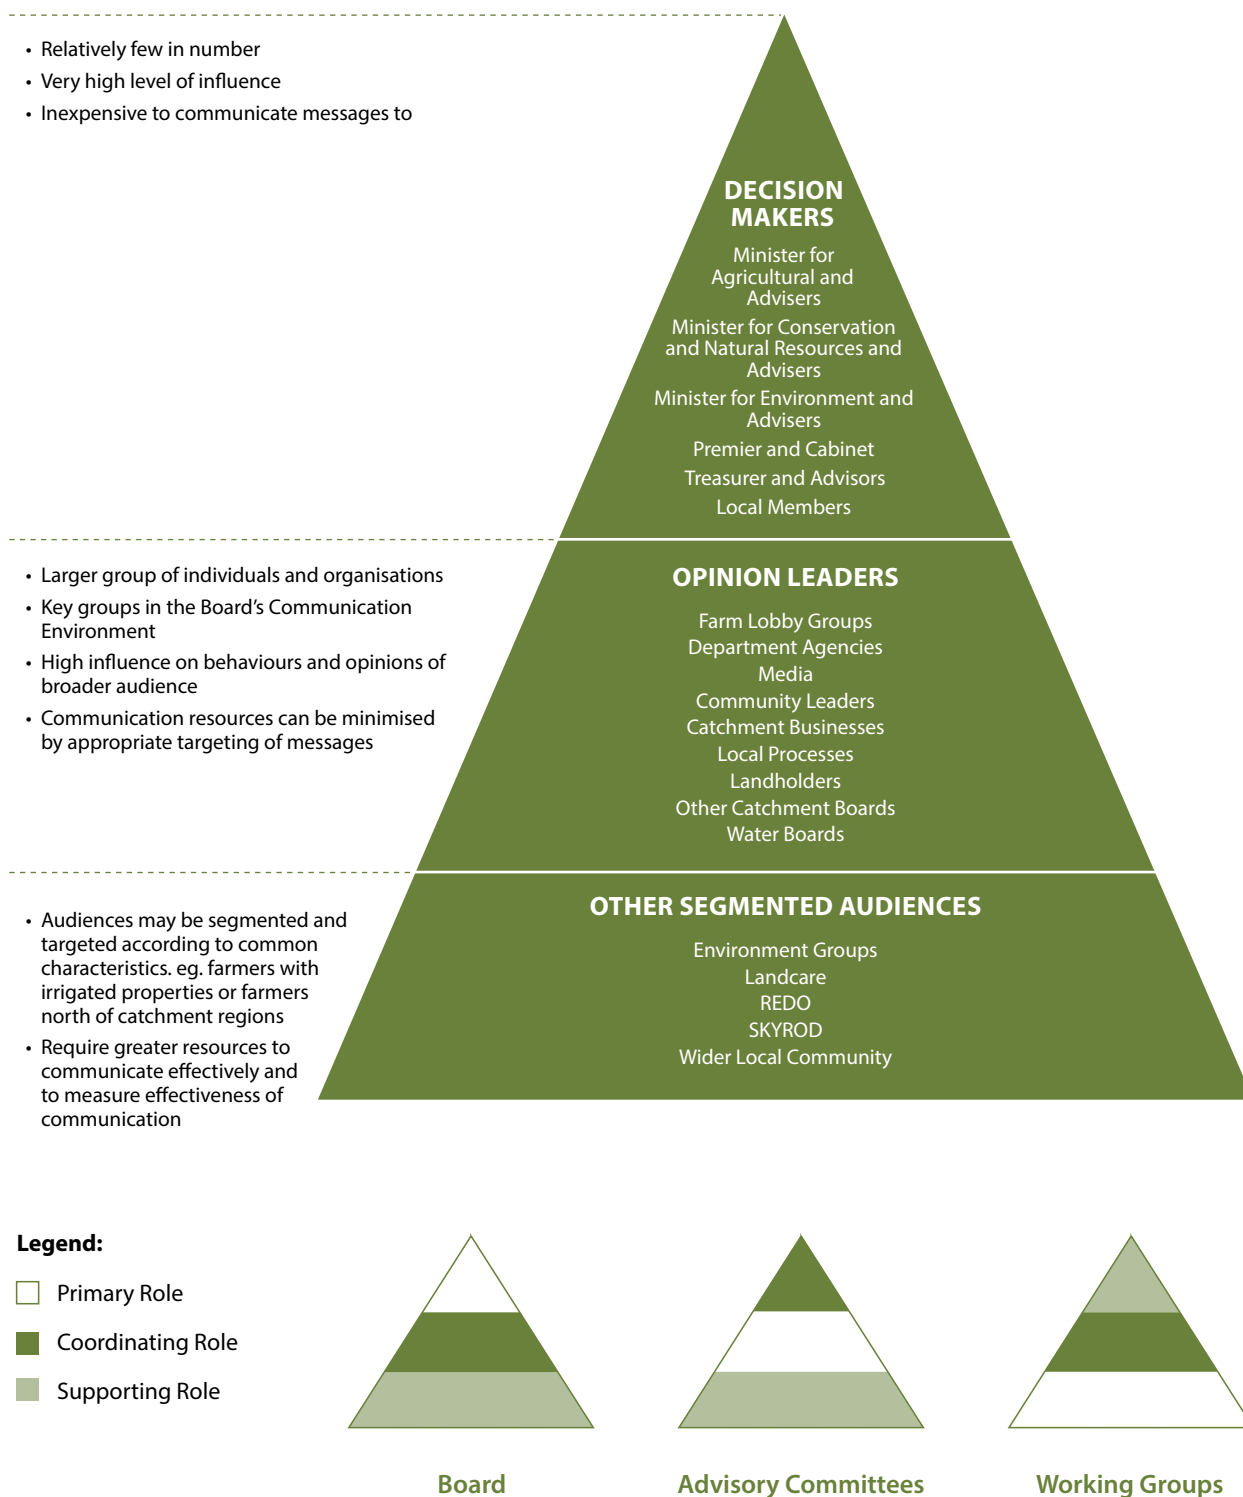 • Relatively few in number
• Very high level of influence
• Inexpensive to communicate messages to
DECISION
MAKERS
Minister for
Agricultural and
Advisers
Minister for Conservation
and Natural Resources and
Advisers
Minister for Environment and
Advisers
Premier and Cabinet
Treasurer and Advisors
Local Members
• Larger group of individuals and organisations
• Key groups in the Board’s Communication
Environment
• High influence on behaviours and opinions of
broader audience
• Communication resources can be minimised
by appropriate targeting of messages
OPINION LEADERS
Farm Lobby Groups
Department Agencies
Media
Community Leaders
Catchment Businesses
Local Processes
Landholders
Other Catchment Boards
Water Boards
• Audiences may be segmented and
targeted according to common
characteristics. eg. farmers with
irrigated properties or farmers
north of catchment regions
• Require greater resources to
communicate effectively and
to measure effectiveness of
communication
OTHER SEGMENTED AUDIENCES
Environment Groups
Landcare
REDO
SKYROD
Wider Local Community
Legend:
Primary Role
Coordinating Role
Supporting Role
Board
Advisory Committees
Working Groups